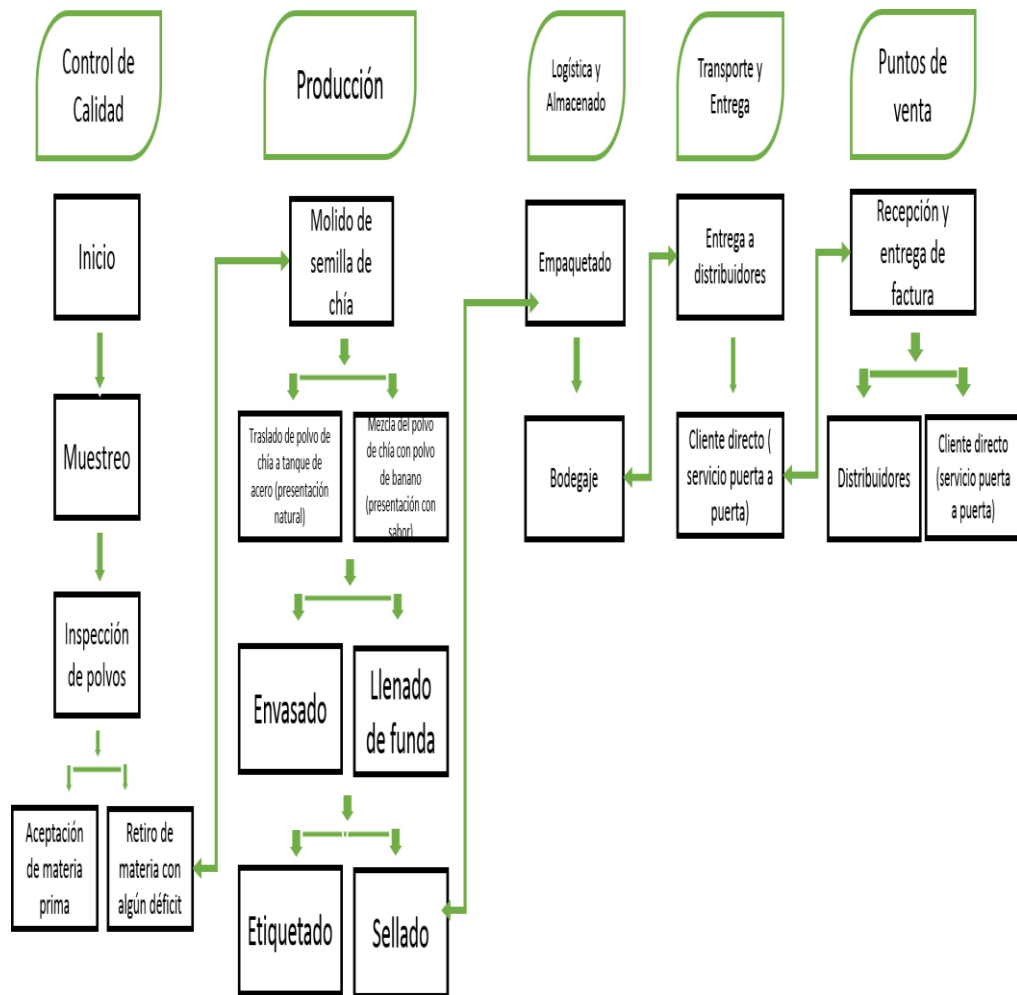 Control de
Calidad
Producción
Logística y
Almacenado
Transporte y
Entrega
Puntos de
venta
Inicio
Muestreo
Inspección
de polvos
Aceptación
de materia
prima
Retiro de
materia con
algún déficit
Molido de
semilla de
chía
Traslado de polvo de
chía a tanque de
acero (presentación
natural)
Mezcla del polvo
de chía con polvo
de banano
(presentación con
sabor)
Envasado
Llenado
de funda
Etiquetado
Sellado
Empaquetado
Bodegaje
Entrega a
distribuidores
Cliente directo (
servicio puerta a
puerta)
Recepción y
entrega de
factura
Distribuidores
Cliente directo
(servicio puerta
a puerta)